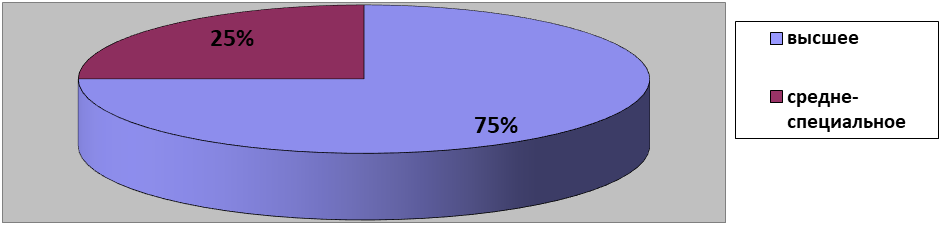 25%
75%
высшее
средне-
специальное